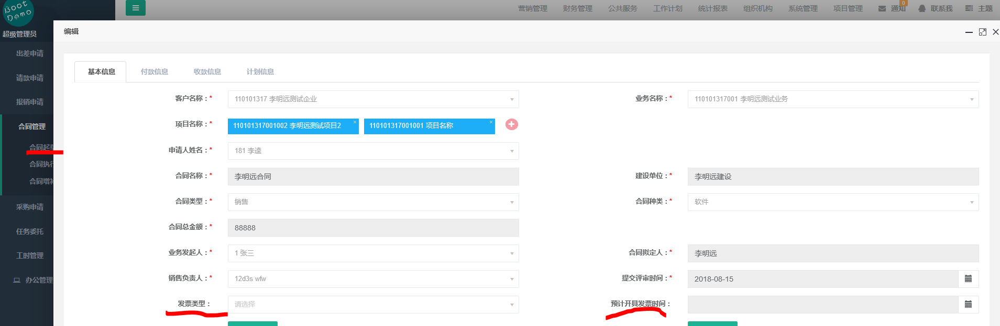 Boot
Demo
超级管理员
营销管理 财务管理 公共服务 工作计划 统计报表 组织机构 系统管理 项目管理 通知 0 联系我 主题
编辑
出差申请
请款申请
报销申请
合同管理
合同起
合同执行
合同增
采购申请
任务委托
工时管理
办公管理
基本信息 付款信息 收款信息 计划信息
客户名称：* 110101317 李明远测试企业 业务名称：* 110101317001 李明远测试业务
项目名称：* 110101317001002 李明远测试项目2 × 110101317001001 项目名称 ×
申请人姓名：* 181 李逵
合同名称：* 李明远合同 建设单位：* 李明远建设
合同类型：* 销售 合同种类：* 软件
合同总金额：* 88888
业务发起人：* 1 张三 合同拟定人：* 李明远
销售负责人：* 12d3s wfw 提交评审时间：* 2018-08-15
发票类型： 请选择 预计开具发票时间：